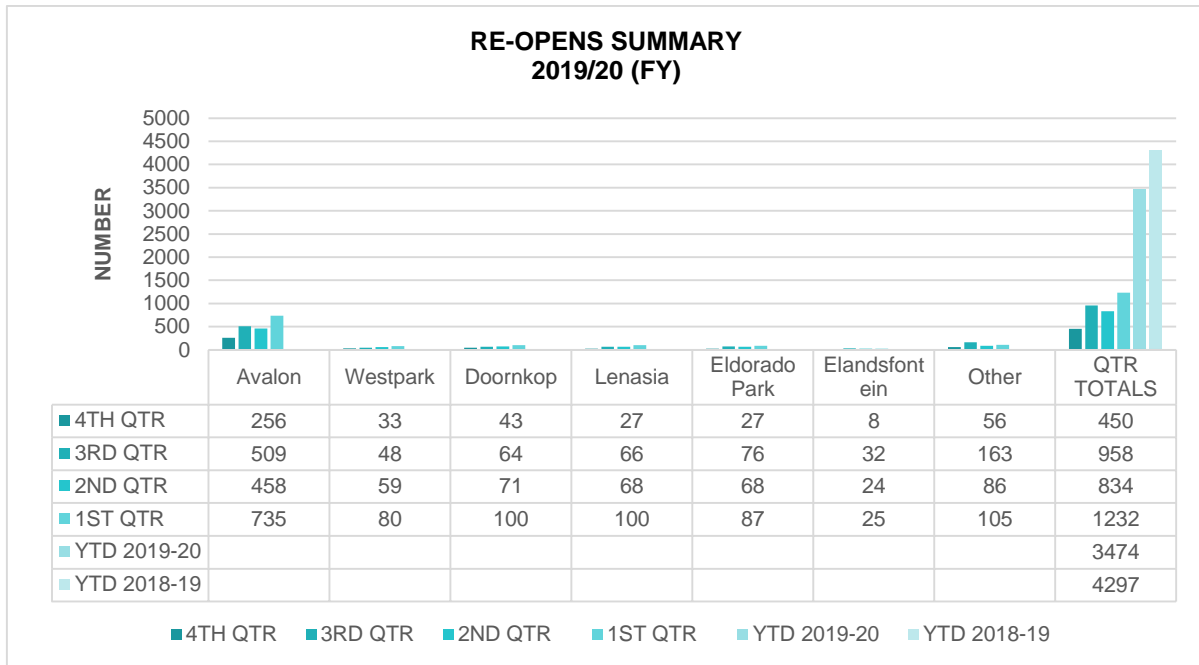 RE-OPENS SUMMARY
2019/20 (FY)
NUMBER
5000
4500
4000
3500
3000
2500
2000
1500
1000
500
0
Avalon Westpark Doornkop Lenasia Eldorado Park Elandsfont ein Other QTR TOTALS
4TH QTR 256 33 43 27 27 8 56 450
3RD QTR 509 48 64 66 76 32 163 958
2ND QTR 458 59 71 68 68 24 86 834
1ST QTR 735 80 100 100 87 25 105 1232
YTD 2019-20 3474
YTD 2018-19 4297
4TH QTR 3RD QTR 2ND QTR 1ST QTR YTD 2019-20 YTD 2018-19